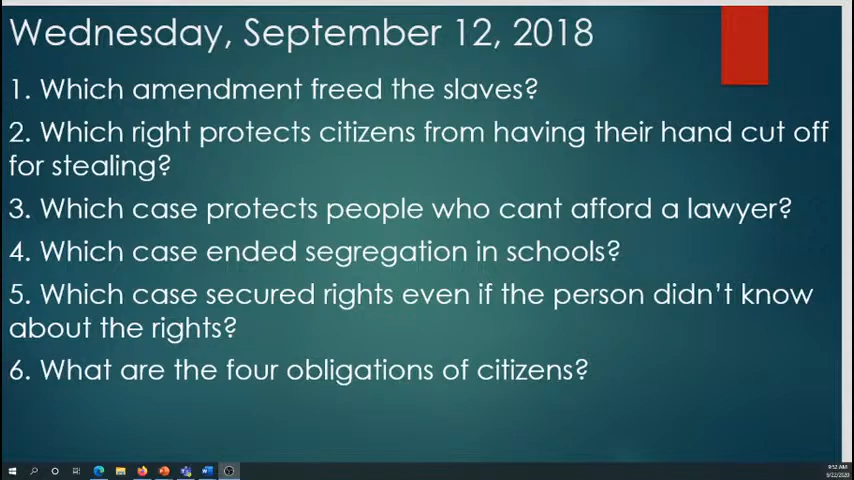 Wednesday, September 12, 2018
1. Which amendment freed the slaves?
2. Which right protects citizens from having their hand cut off
for stealing?
3. Which case protects people who cant afford a lawyer?
4. Which case ended segregation in schools?
5. Which case secured rights even if the person didn't know
about the rights?
6. What are the four obligations of citizens?
9/22/2020